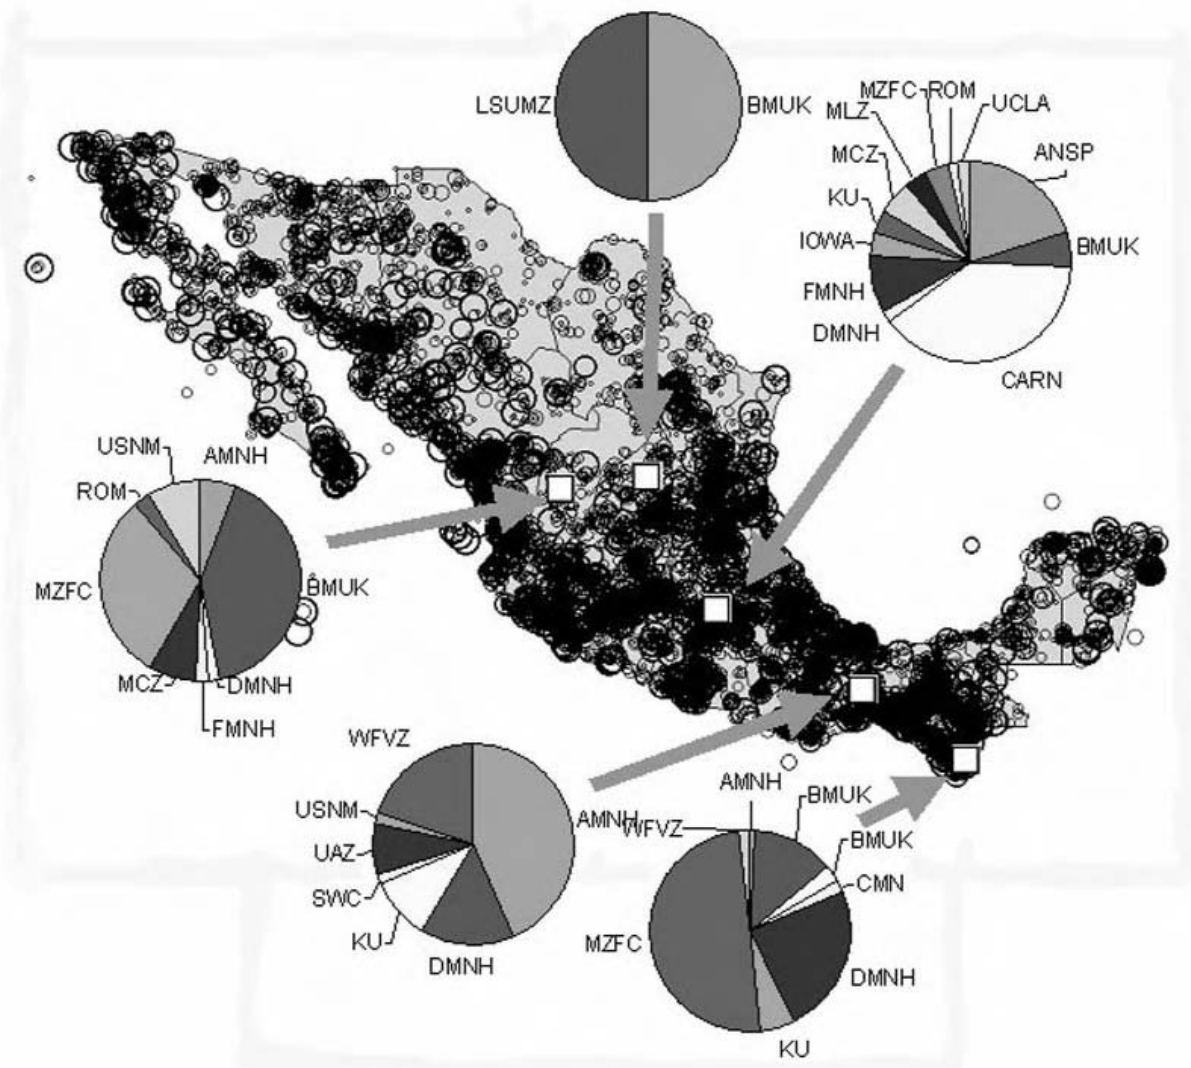 LSUMZ
BMUK
MZFC
ROM
UCLA
MLZ
ANSP
MCZ
KU
IOWA
BMUK
FMNH
DMNH
CARN
USNM
AMNH
ROM
MZFC
BMUK
MCZ
DMNH
FMNH
WFVZ
USNM
AMNH
UAZ
SWC
KU
DMNH
AMNH
BMUK
WFVZ
BMUK
CMN
MZFC
DMNH
KU